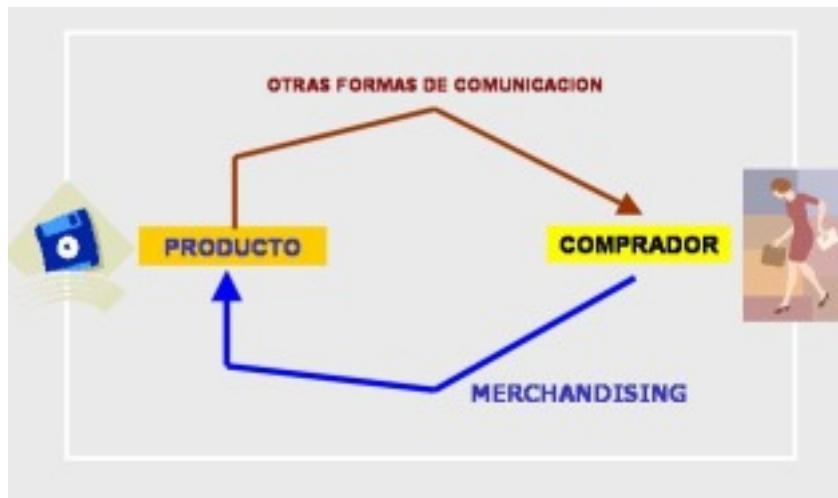 OTRAS FORMAS DE COMUNICACION
PRODUCTO
COMPRADOR
MERCHANDISING